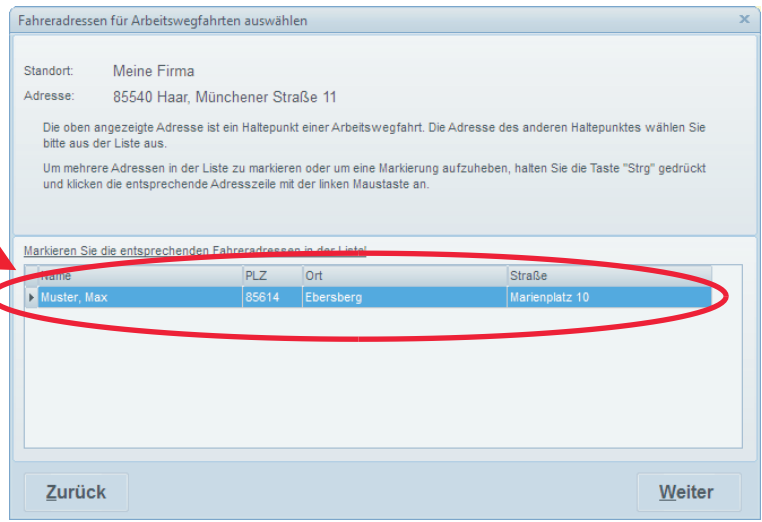 Fahreradressen für Arbeitswegfahrten auswählen
Standort: Meine Firma
Adresse: 85540 Haar, Münchener Straße 11
Die oben angezeigte Adresse ist ein Haltepunkt einer Arbeitswegfahrt. Die Adresse des anderen Haltepunktes wählen Sie
bitte aus der Liste aus.
Um mehrere Adressen in der Liste zu markieren oder um eine Markierung aufzuheben, halten Sie die Taste "Strg" gedrückt
und klicken die entsprechende Adresszeile mit der linken Maustaste an.
Markieren Sie die entsprechenden Fahreradressen in der Liste!
Name PLZ Ort Straße
Muster, Max 85614 Ebersberg Marienplatz 10
Zurück Weiter